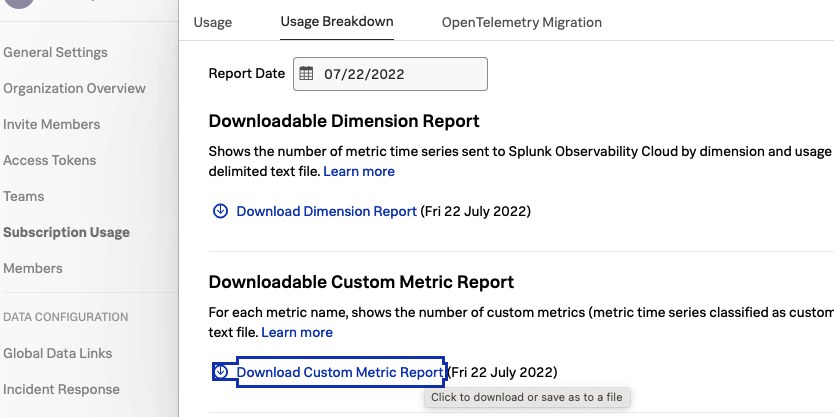 Usage
Usage Breakdown
OpenTelemetry Migration
General Settings
Organization Overview
Invite Members
Access Tokens
Teams
Subscription Usage
Members
DATA CONFIGURATION
Global Data Links
Incident Response
Report Date
07/22/2022
Downloadable Dimension Report
Shows the number of metric time series sent to Splunk Observability Cloud by dimension and usage
delimited text file. Learn more
Download Dimension Report (Fri 22 July 2022)
Downloadable Custom Metric Report
For each metric name, shows the number of custom metrics (metric time series classified as custom
text file. Learn more
Download Custom Metric Report (Fri 22 July 2022)
Click to download or save as to a file